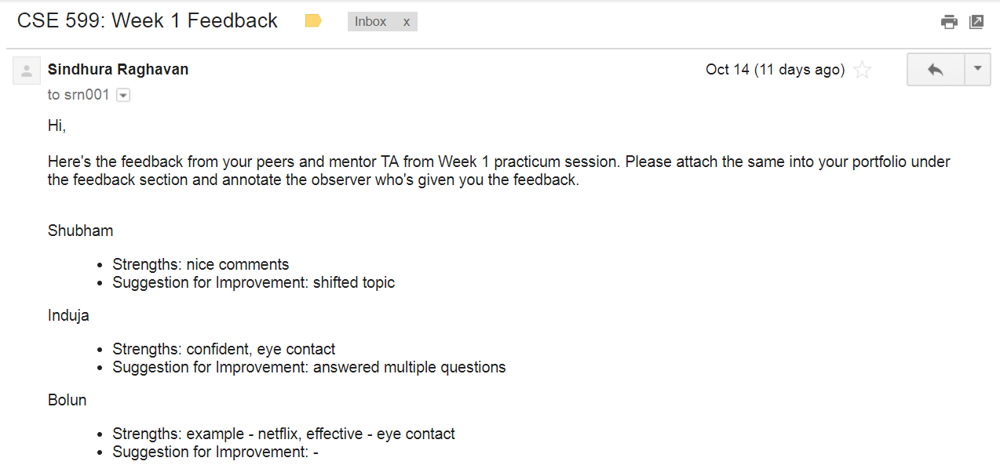 CSE 599: Week 1 Feedback Inbox x
Sindhura Raghavan Oct 14 (11 days ago)
to srn001
Hi,
Here's the feedback from your peers and mentor TA from Week 1 practicum session. Please attach the same into your portfolio under
the feedback section and annotate the observer who's given you the feedback.
Shubham
• Strengths: nice comments
• Suggestion for Improvement: shifted topic
Induja
• Strengths: confident, eye contact
• Suggestion for Improvement: answered multiple questions
Bolun
• Strengths: example - netflix, effective - eye contact
• Suggestion for Improvement: -